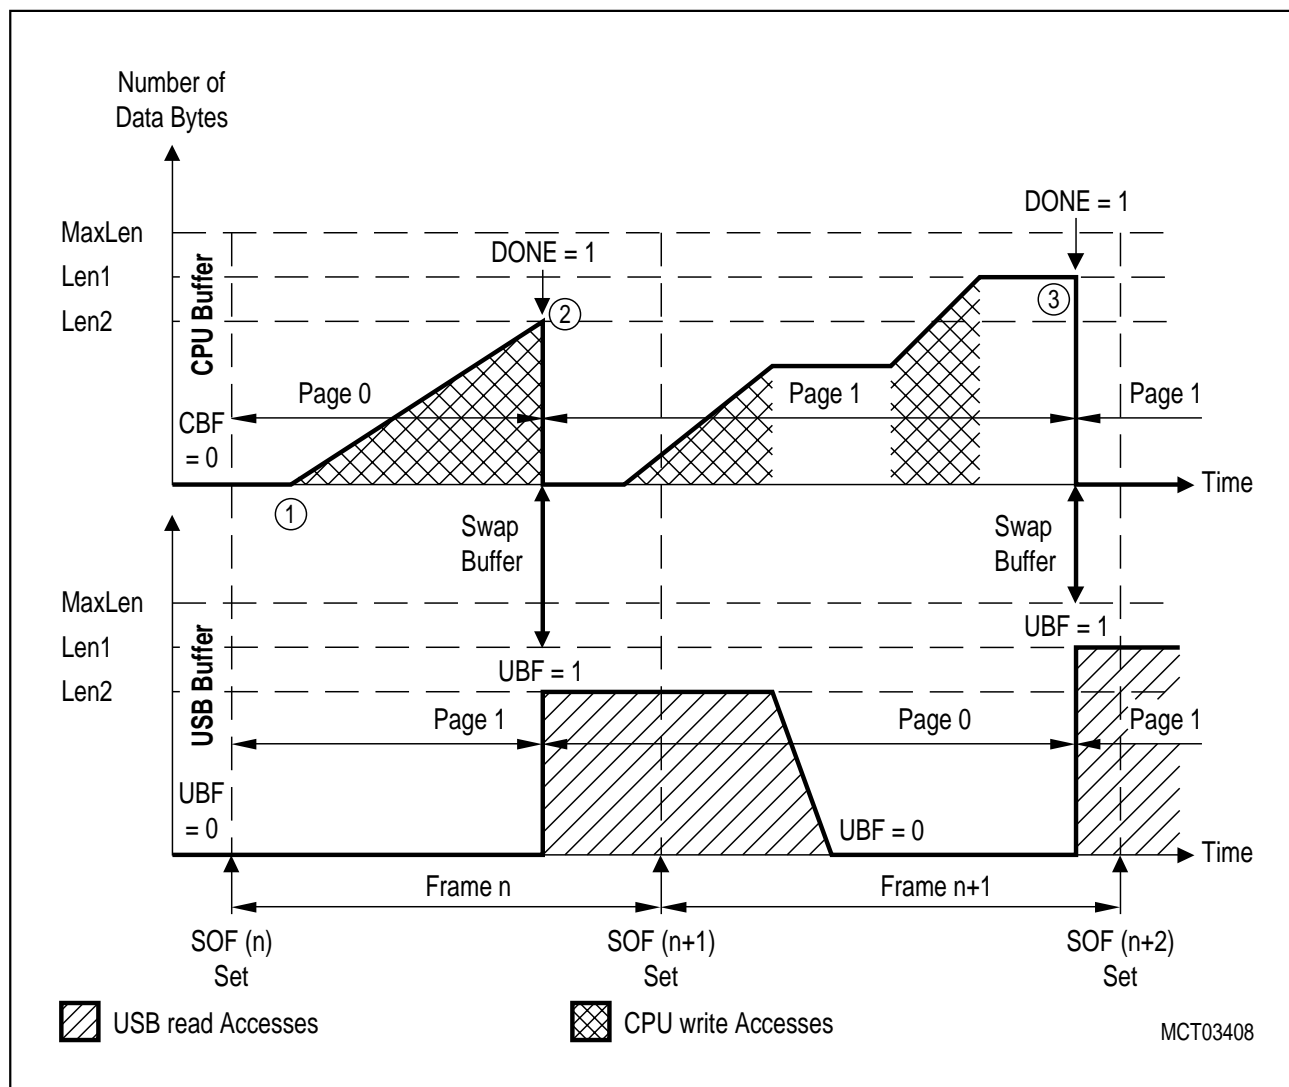 Number of
Data Bytes
DONE = 1
MaxLen
DONE = 1
Len1
Len2
CPU Buffer
2
3
Page 0
Page 1
Page 1
CBF
= 0
Time
1
Swap
Buffer
Swap
Buffer
MaxLen
UBF = 1
Len1
UBF = 1
Len2
USB Buffer
Page 1
Page 0
Page 1
UBF
= 0
UBF = 0
Time
Frame n
Frame n+1
SOF (n)
Set
SOF (n+1)
Set
SOF (n+2)
Set
USB read Accesses
CPU write Accesses
MCT03408